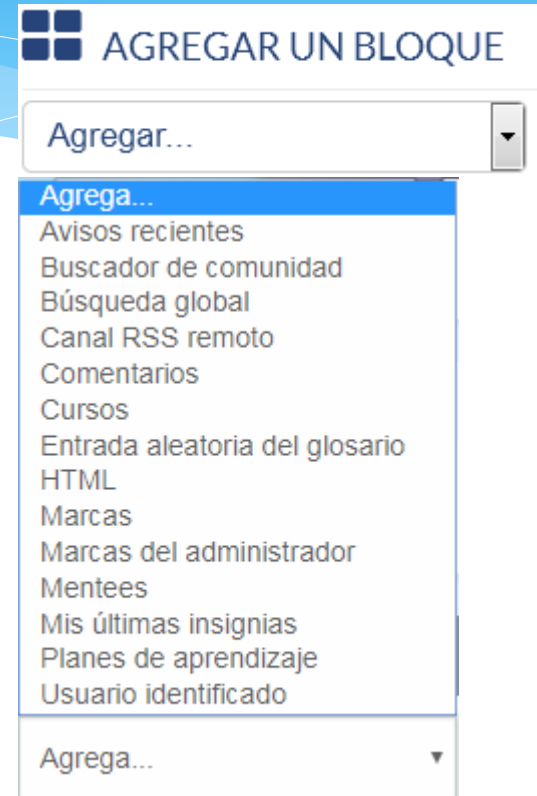 AGREGAR UN BLOQUE
Agregar...
Agrega...
Avisos recientes
Buscador de comunidad
Búsqueda global
Canal RSS remoto
Comentarios
Cursos
Entrada aleatoria del glosario
HTML
Marcas
Marcas del administrador
Mentees
Mis últimas insignias
Planes de aprendizaje
Usuario identificado
Agrega...